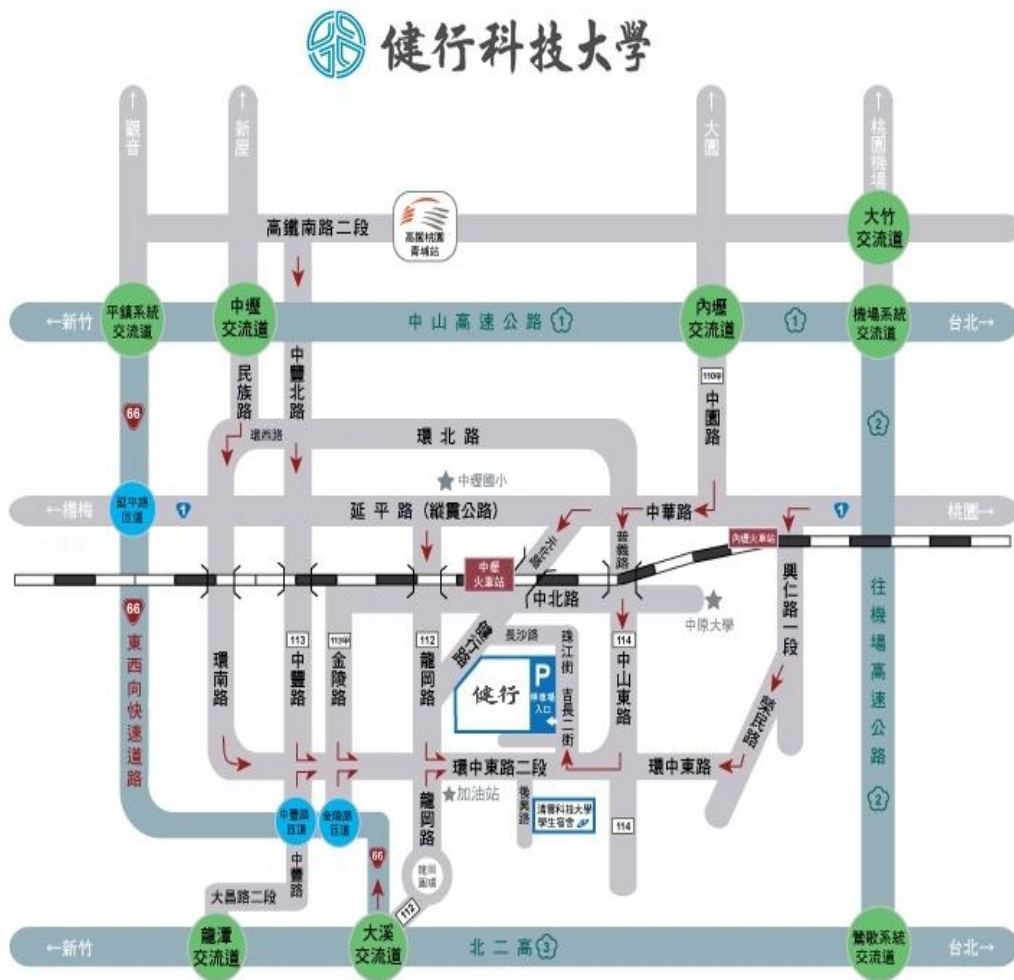 健行科技大學
↑觀音
↑新屋
↑大園
↑桃園機場
高鐵南路二段
高鐵桃園
青埔站
大竹
交流道
←新竹
平鎮系統
交流道
中壢
交流道
中山高速公路 1
內壢
交流道
1
機場系統
交流道
台北→
民族路
中豐北路
110甲
中園路
66
2
環西路
環北路
中壢國小
←楊梅
延平路
匝道
1
延平路(縱貫公路)
中華路
1
桃園→
元化路
普義路
內壢火車站
中壢
火車站
中北路
中原大學
66
東西向快速道路
環南路
113
中豐路
113甲
金陵路
112
龍岡路
健行路
長沙路
珠江街
吉長二街
114
中山東路
興仁路一段
榮民路
往機場高速公路
健行
P
停車場
入口
環中東路二段
環中東路
2
加油站
龍岡路
後興路
清雲科技大學
學生宿舍
114
中豐路
匝道
金陵路
匝道
中豐路
66
龍岡
圓環
大昌路二段
112
←新竹
龍潭
交流道
大溪
交流道
北二高 3
鶯歌系統
交流道
台北→